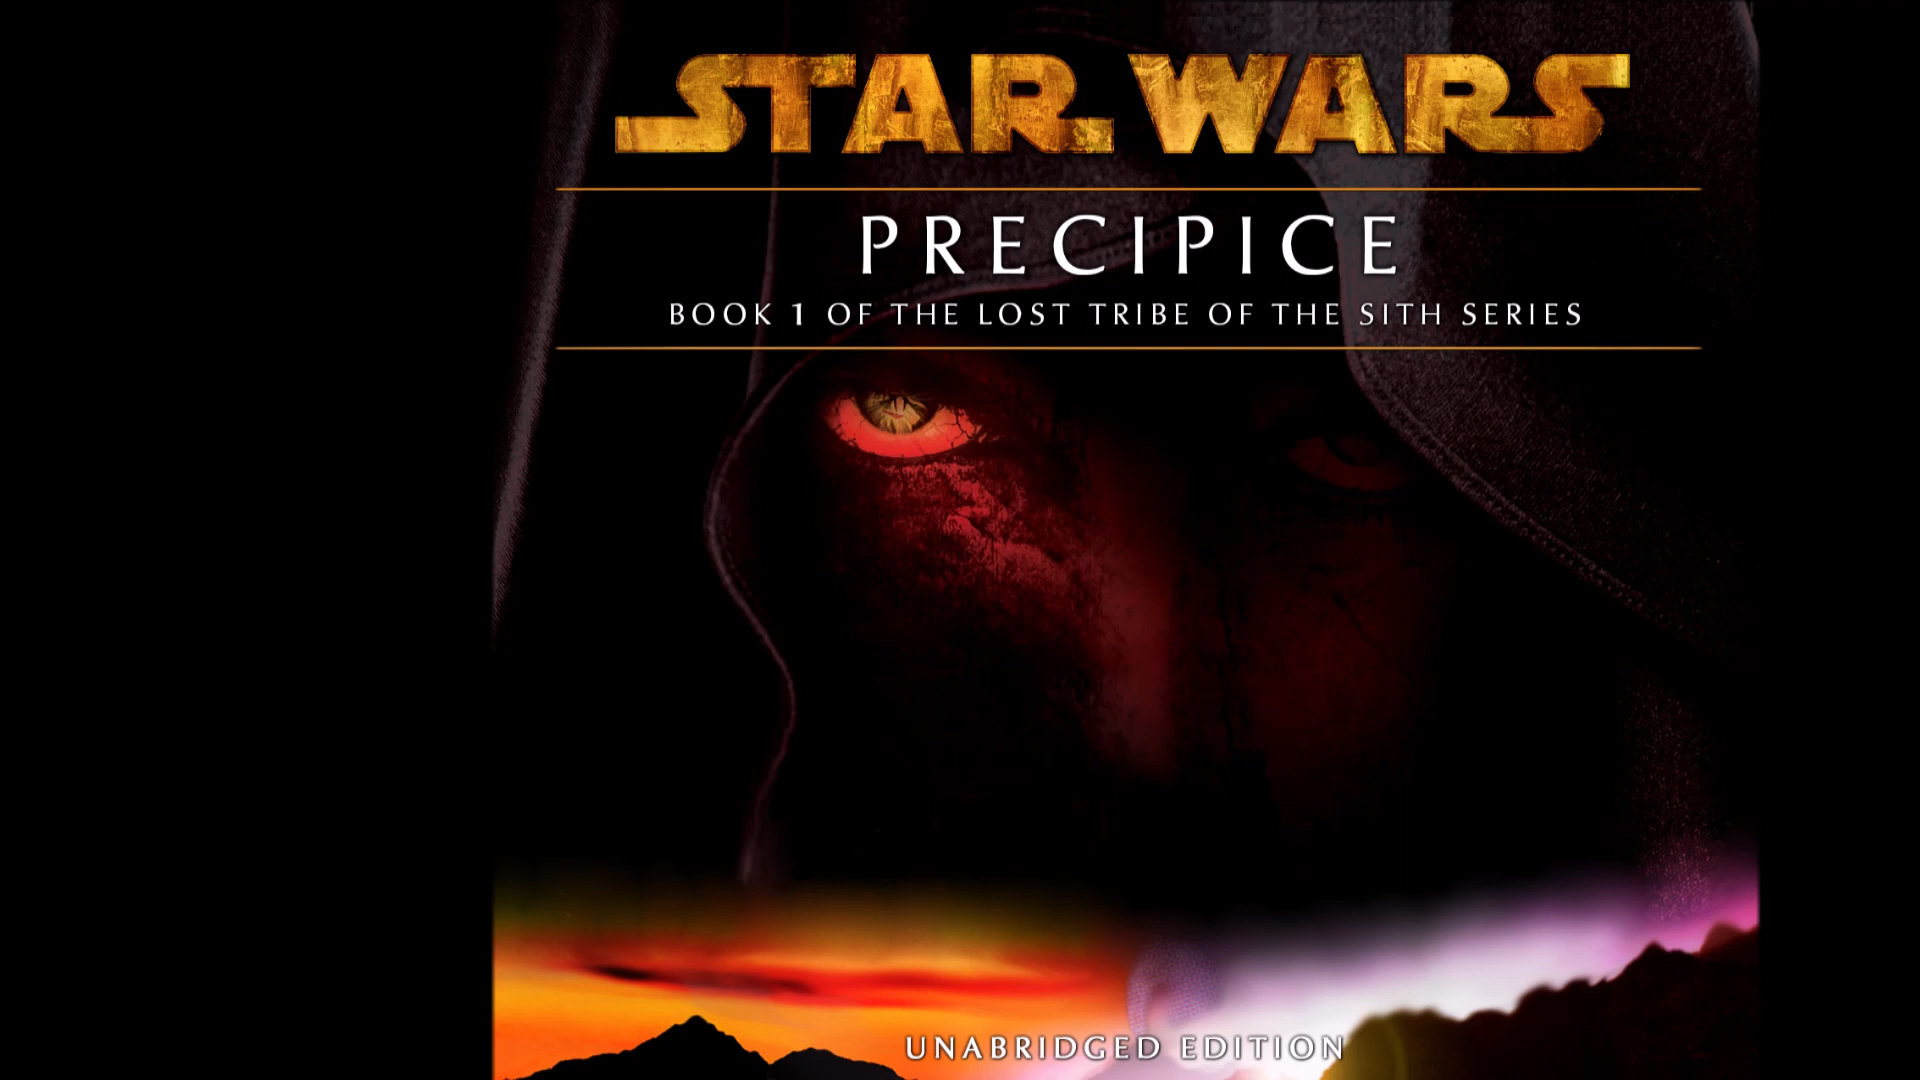 STAR WARS
PRECIPICE
BOOK 1 OF THE LOST TRIBE OF THE SITH SERIES
UNABRIDGED EDITION